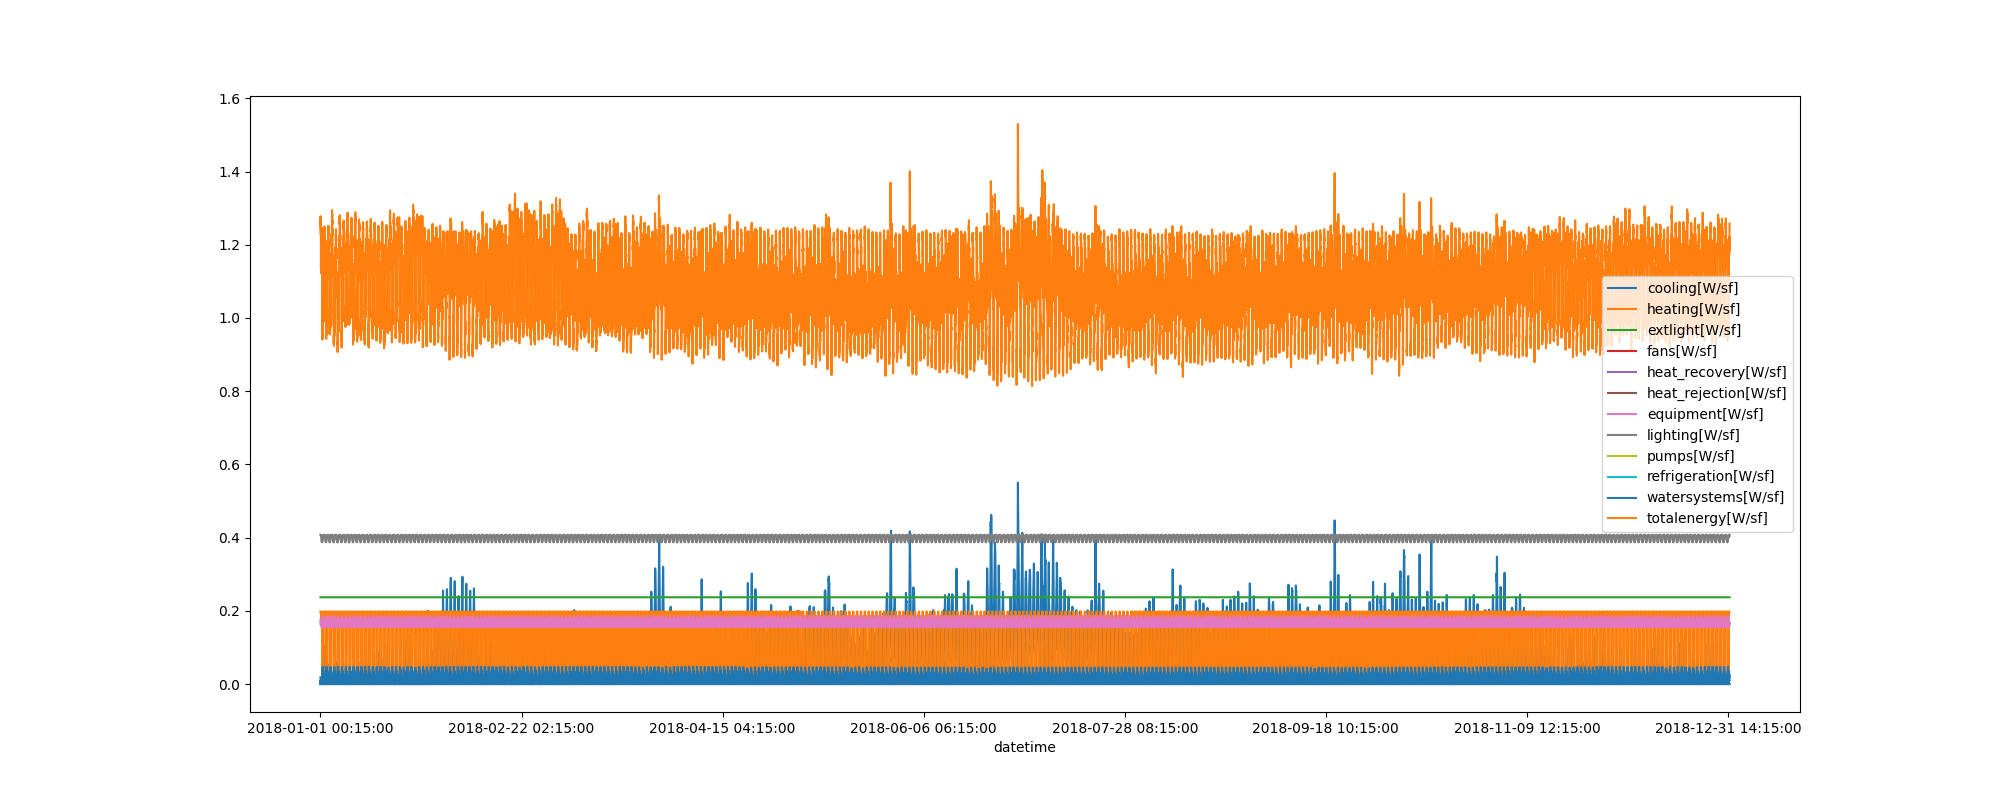 1.6
1.4
1.2
1.0
0.8
0.6
0.4
0.2
0.0
cooling[W/sf]
heating[W/sf]
extlight[W/sf]
fans[W/sf]
heat_recovery[W/sf]
heat_rejection[W/sf]
equipment[W/sf]
lighting[W/sf]
pumps[W/sf]
refrigeration[W/sf]
watersystems[W/sf]
totalenergy[W/sf]
2018-01-01 00:15:00 2018-02-22 02:15:00 2018-04-15 04:15:00 2018-06-06 06:15:00 2018-07-28 08:15:00 2018-09-18 10:15:00 2018-11-09 12:15:00 2018-12-31 14:15:00
datetime